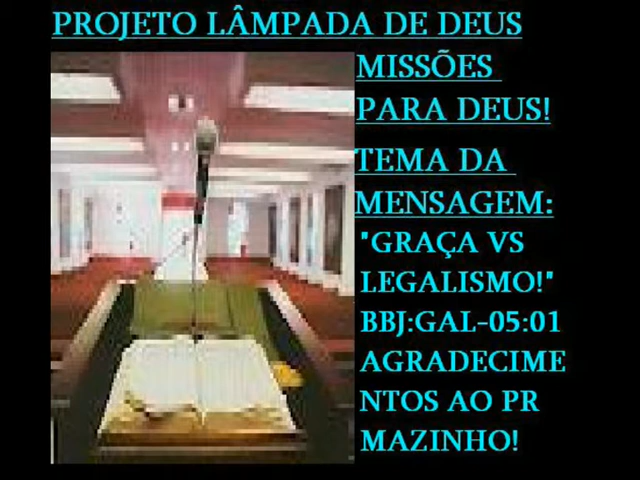 PROJETO LÂMPADA DE DEUS
MISSÕES
PARA DEUS!
TEMA DA
MENSAGEM:
"GRAÇA VS
LEGALISMO!"
BBJ:GAL-05:01
AGRADECIME
NTOS AO PR
MAZINHO!